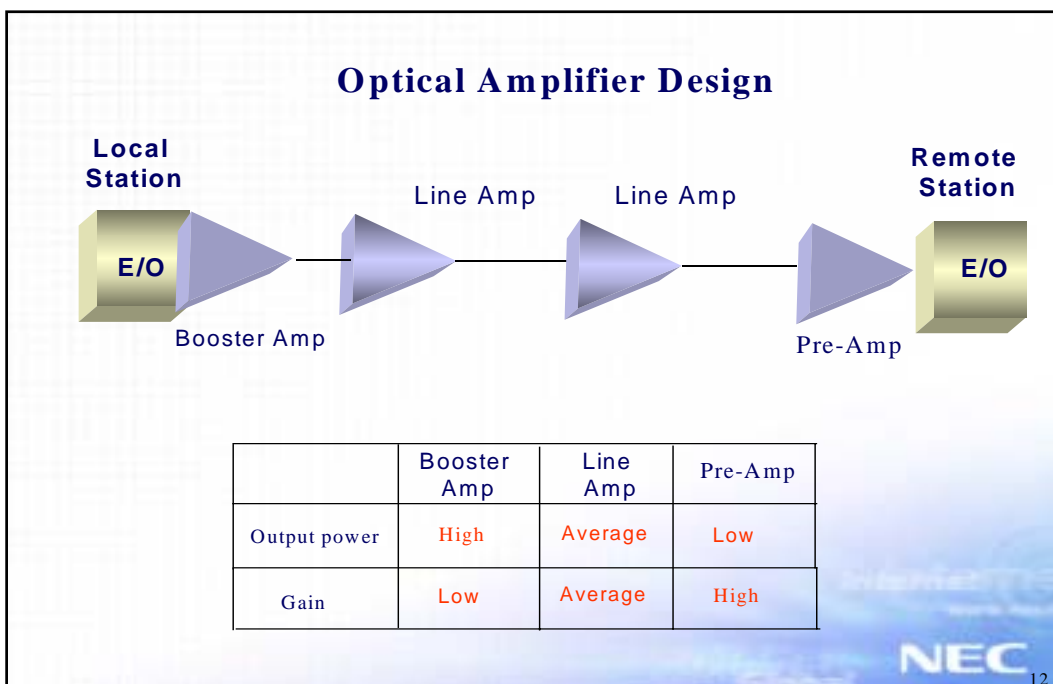 Optical Amplifier Design
Local
Station
Remote
Station
Line Amp
Line Amp
E/O
E/O
Booster Amp
Pre-Amp
Booster
Amp
Line
Amp
Pre-Amp
Output power
High
Average
Low
Gain
Low
Average
High
Internet
NEC
12